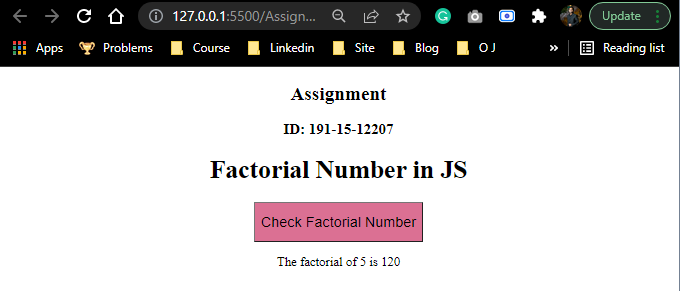 127.0.0.1:5500/Assign...
Update
Apps Problems Course Linkedin Site Blog O J » Reading list
Assignment
ID: 191-15-12207
Factorial Number in JS
Check Factorial Number
The factorial of 5 is 120